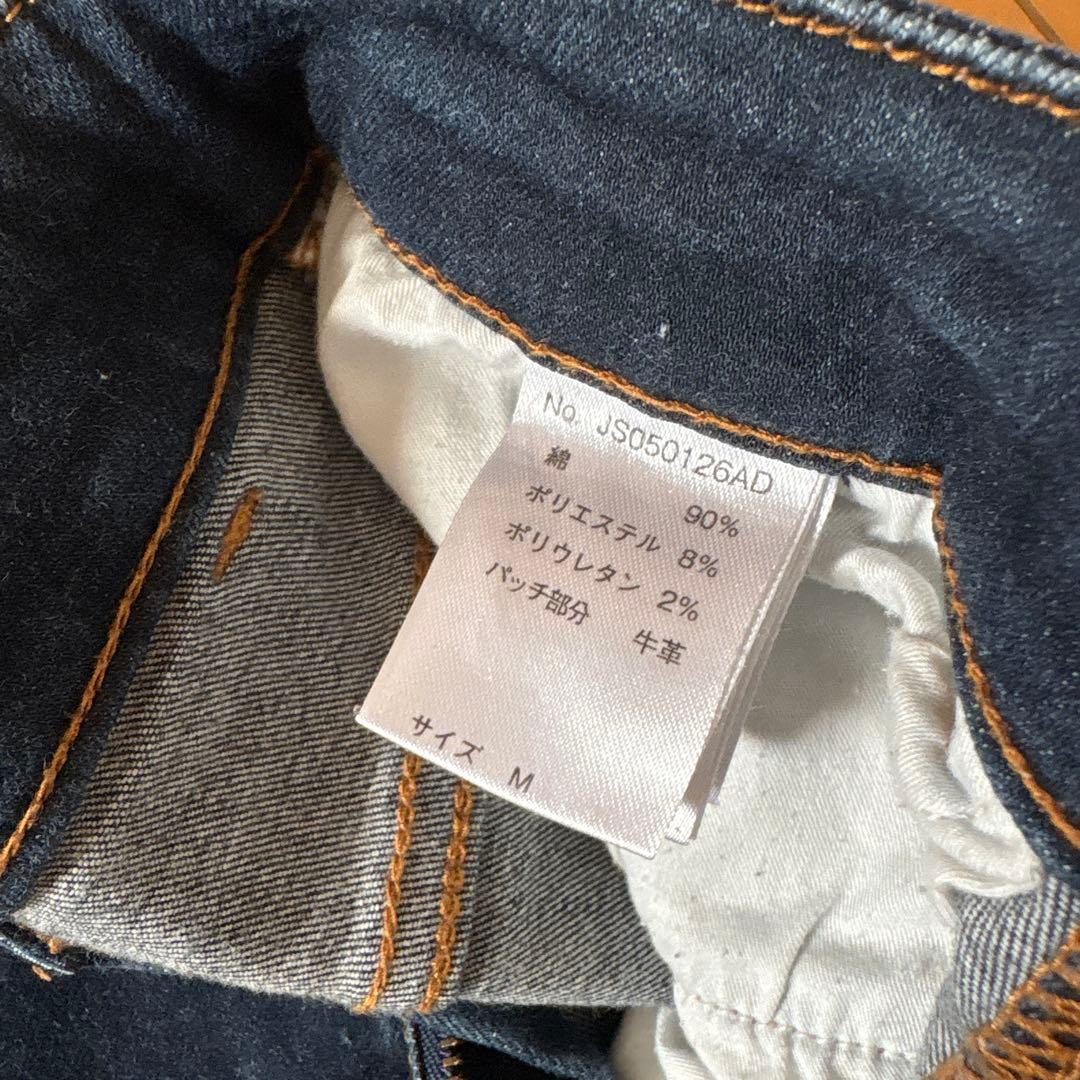 No. JS050126AD
綿 90%
ポリエステル 8%
ポリウレタン 2%
パッチ部分 牛革
サイズ M